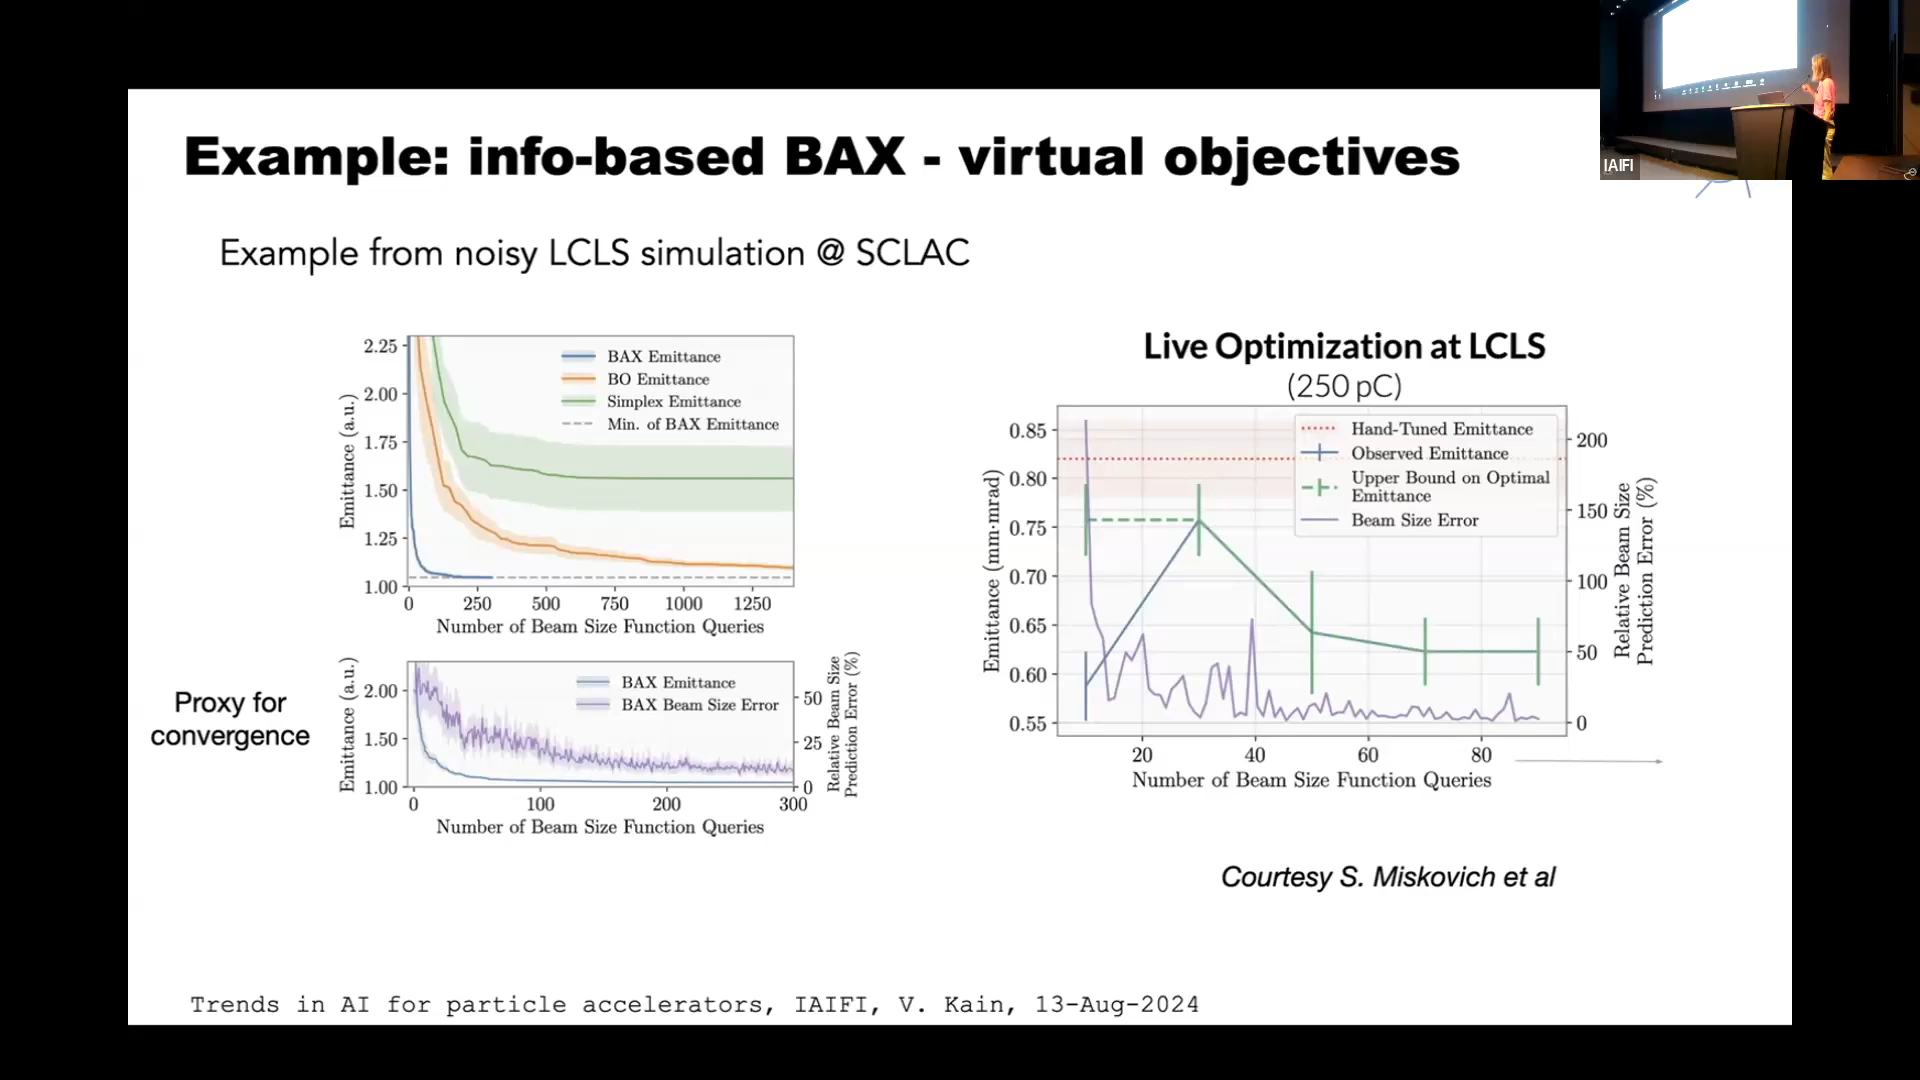 Example: info-based BAX - virtual objectives
IAIFI
Example from noisy LCLS simulation @ SCLAC
2.25
2.00
1.75
1.50
1.25
1.00
Emittance (a.u.)
BAX Emittance
BO Emittance
Simplex Emittance
Min. of BAX Emittance
0 250 500 750 1000 1250
Number of Beam Size Function Queries
Proxy for
convergence
2.00
1.50
1.00
Emittance (a.u.)
BAX Emittance
BAX Beam Size Error
50
25
0
Relative Beam Size
Prediction Error (%)
0 100 200 300
Number of Beam Size Function Queries
Live Optimization at LCLS
(250 pC)
0.85
0.80
0.75
0.70
0.65
0.60
0.55
Emittance (mm·mrad)
Hand-Tuned Emittance
Observed Emittance
Upper Bound on Optimal
Emittance
Beam Size Error
200
150
100
50
0
Relative Beam Size
Prediction Error (%)
20 40 60 80
Number of Beam Size Function Queries
Courtesy S. Miskovich et al
Trends in AI for particle accelerators, IAIFI, V. Kain, 13-Aug-2024